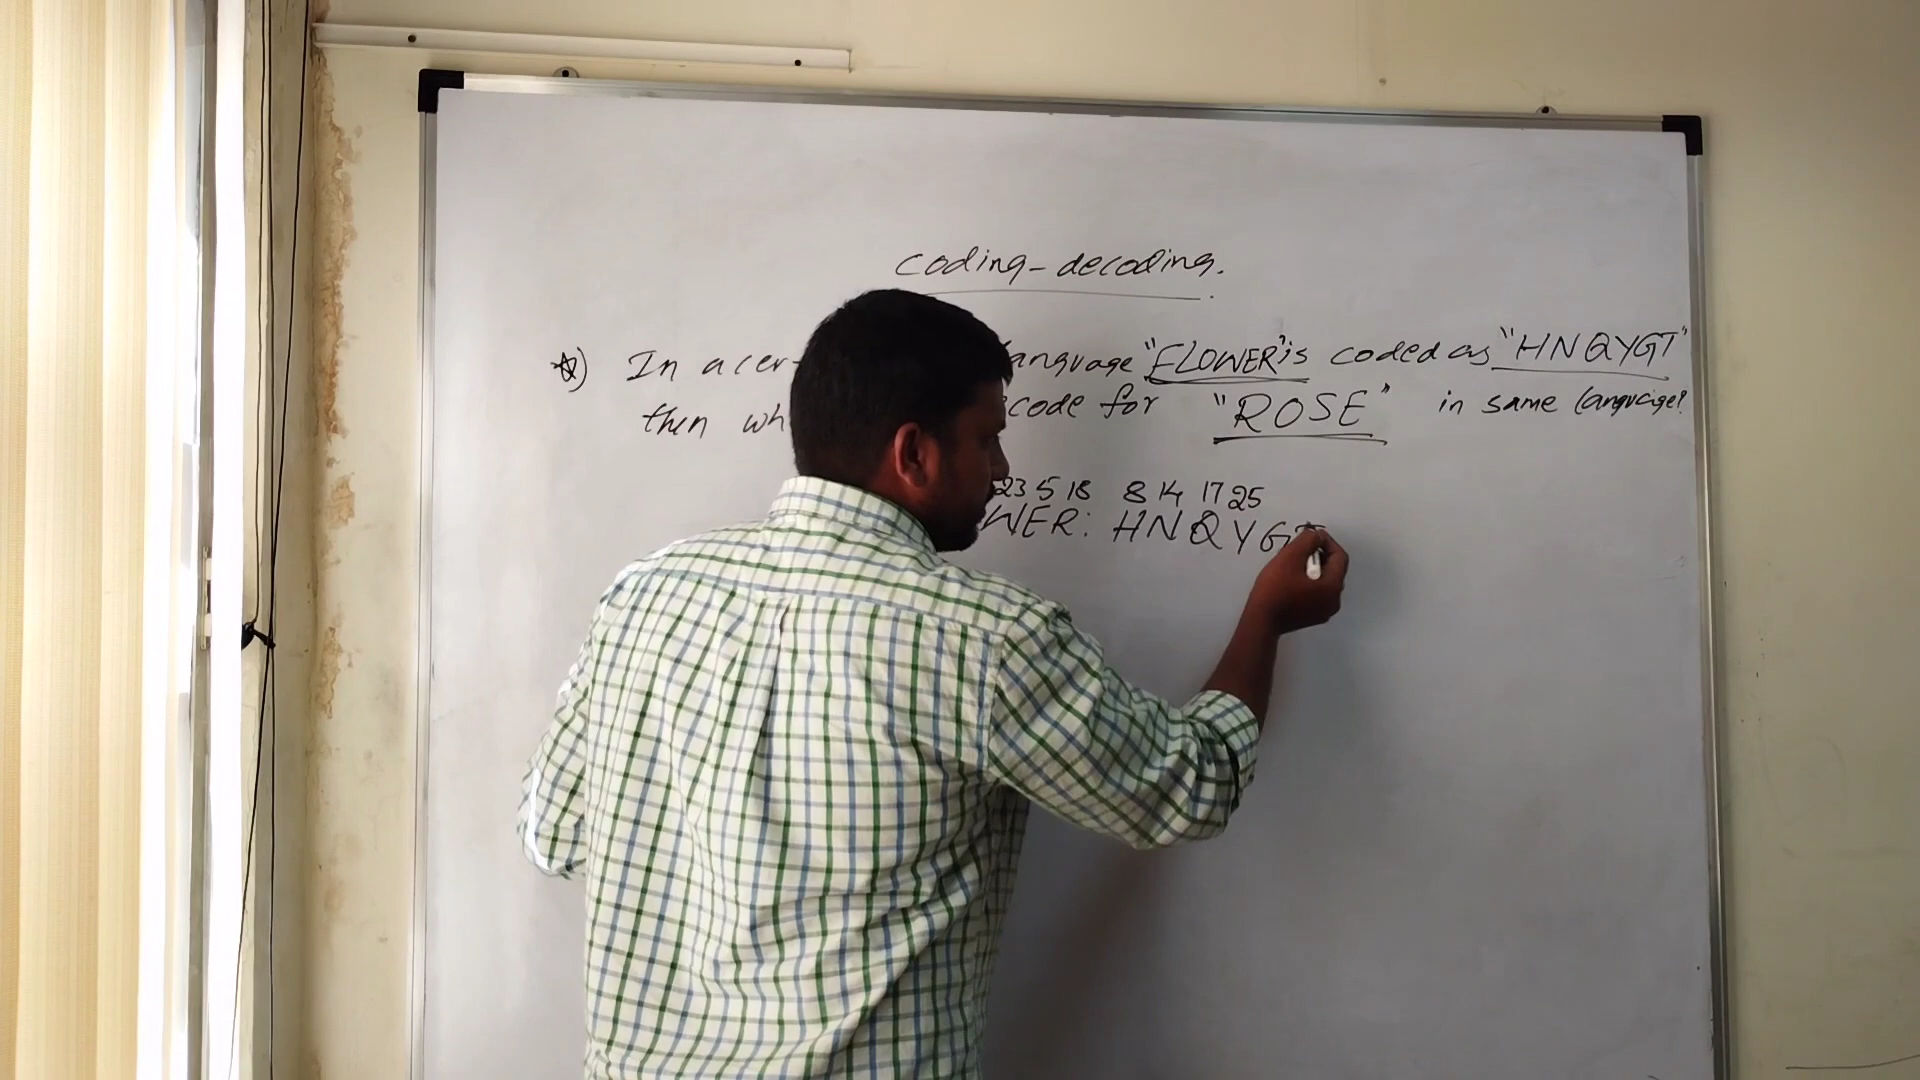 coding-decoding.
In a cer language "FLOWER" is coded as "HNQYGT"
then wh code for "ROSE" in same language?
23 5 18 8 14 17 25
WER: HNQYG